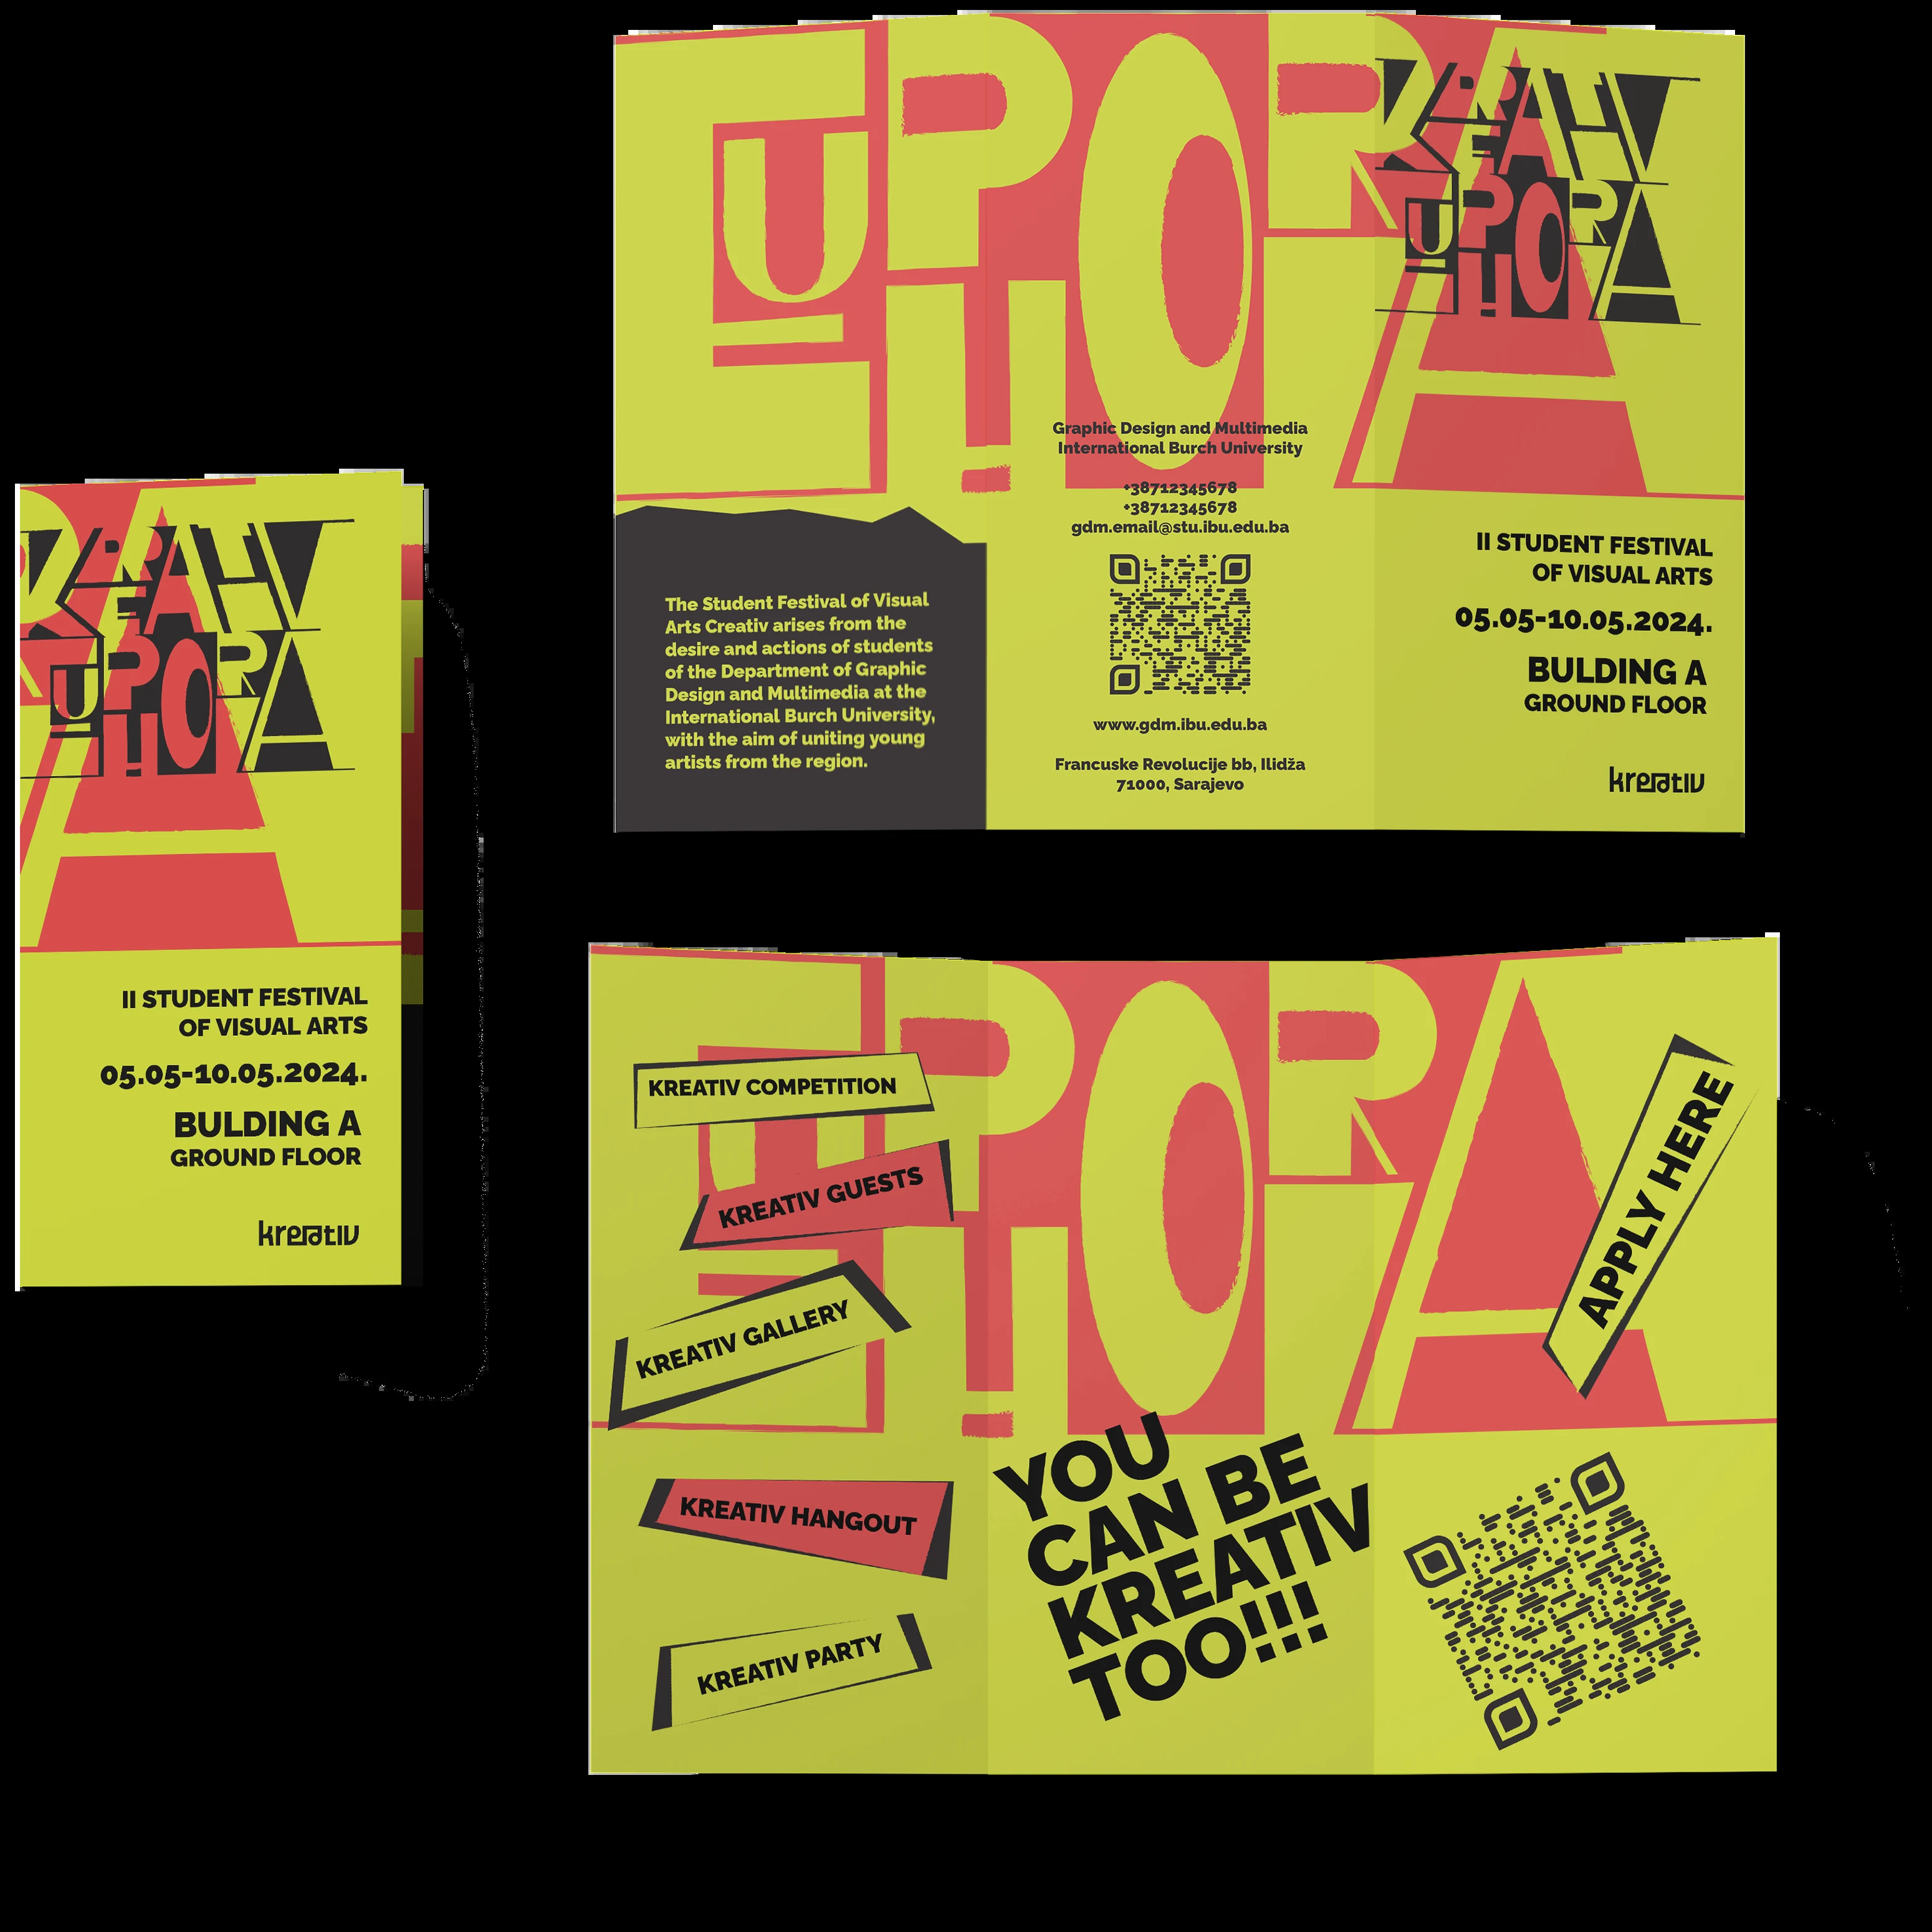 II STUDENT FESTIVAL
OF VISUAL ARTS
05.05-10.05.2024.
BULDING A
GROUND FLOOR
kreativ
The Student Festival of Visual
Arts Creativ arises from the
desire and actions of students
of the Department of Graphic
Design and Multimedia at the
International Burch University,
with the aim of uniting young
artists from the region.
Graphic Design and Multimedia
International Burch University
+38712345678
+38712345678
gdm.email@stu.ibu.edu.ba
www.gdm.ibu.edu.ba
Francuske Revolucije bb, Ilidža
71000, Sarajevo
II STUDENT FESTIVAL
OF VISUAL ARTS
05.05-10.05.2024.
BULDING A
GROUND FLOOR
kreativ
KREATIV COMPETITION
KREATIV GUESTS
KREATIV GALLERY
KREATIV HANGOUT
KREATIV PARTY
YOU
CAN BE
KREATIV
TOO!!!
APPLY HERE